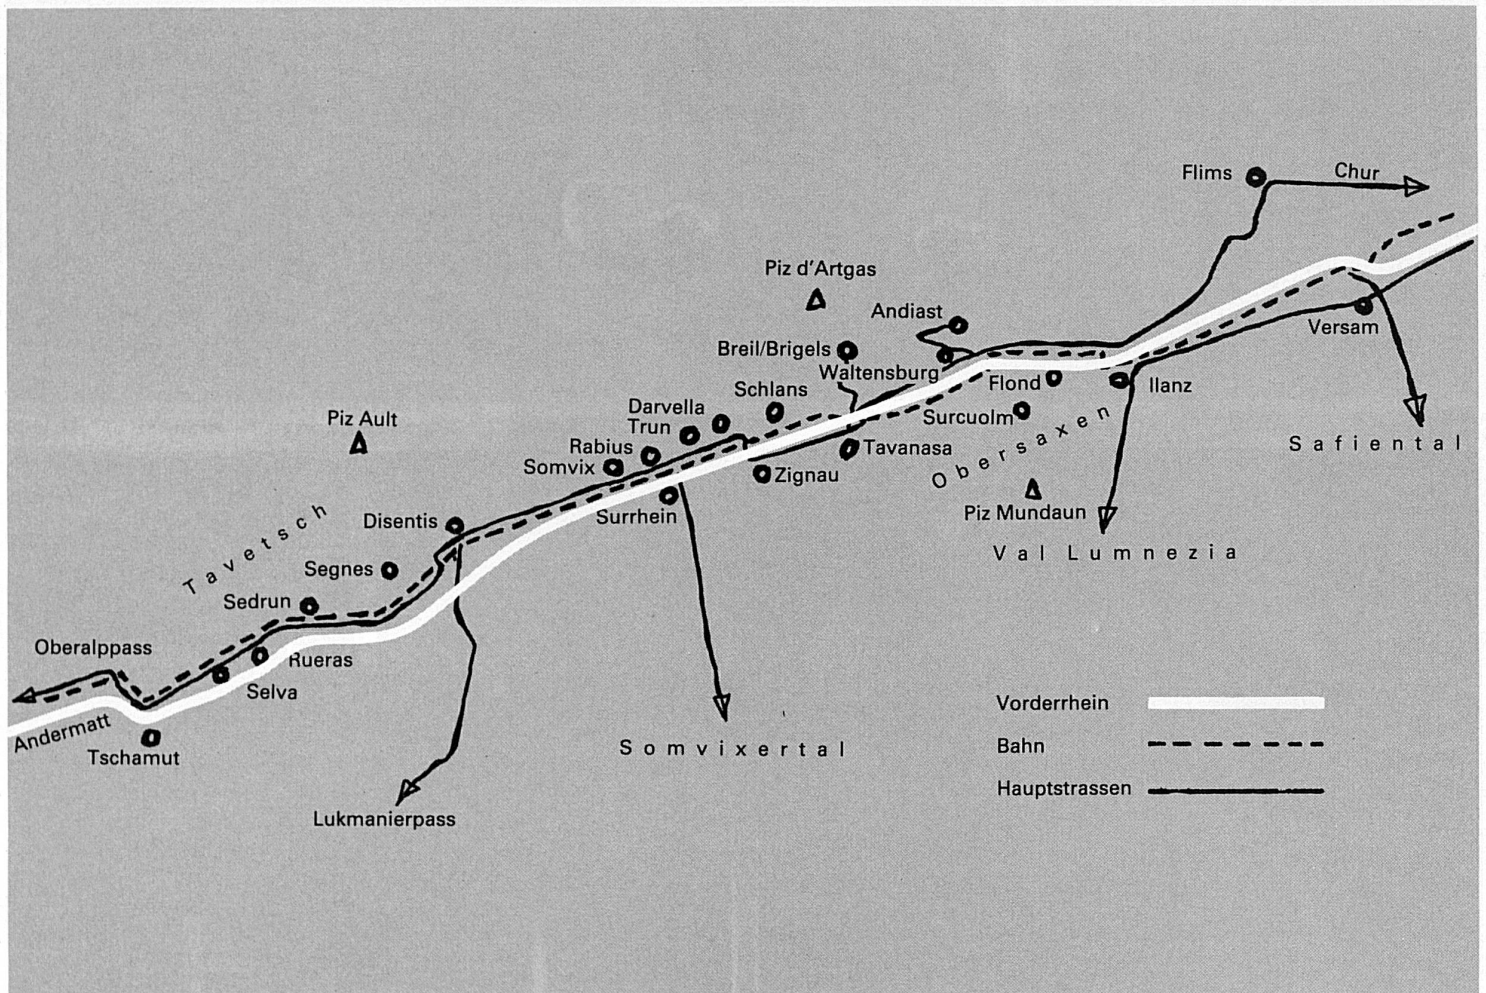 Flims
Chur
Piz d'Artgas
Andiast
Breil/Brigels
Waltensburg
Versam
Flond
Ilanz
Schlans
Darvella
Trun
Surcuolm
Obersaxen
Piz Ault
Rabius
Somvix
Tavanasa
Zignau
Safiental
Piz Mundaun
Surrhein
Disentis
Val Lumnezia
Tavetsch
Segnes
Sedrun
Oberalppass
Rueras
Selva
Andermatt
Tschamut
Somvixertal
Lukmanierpass
Vorderrhein
Bahn
Hauptstrassen